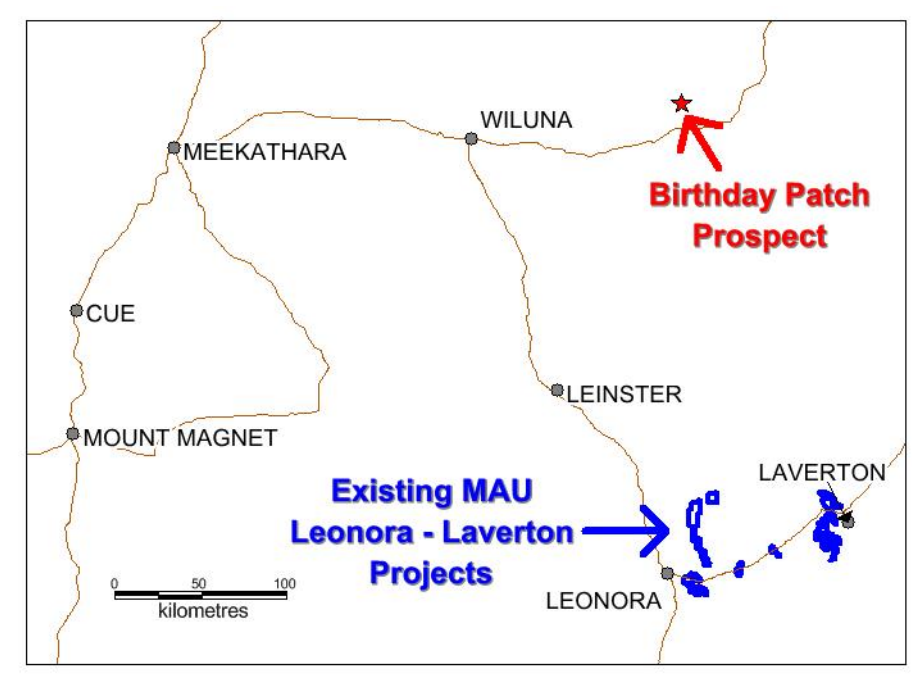 WILUNA
MEEKATHARA
Birthday Patch
Prospect
CUE
LEINSTER
MOUNT MAGNET
LAVERTON
Existing MAU
Leonora - Laverton
Projects
0 50 100
kilometres
LEONORA